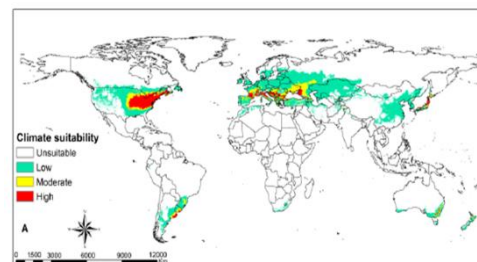 Climate suitability
Unsuitable
Low
Moderate
High
A
0 1500 3000 6000 9000 12000